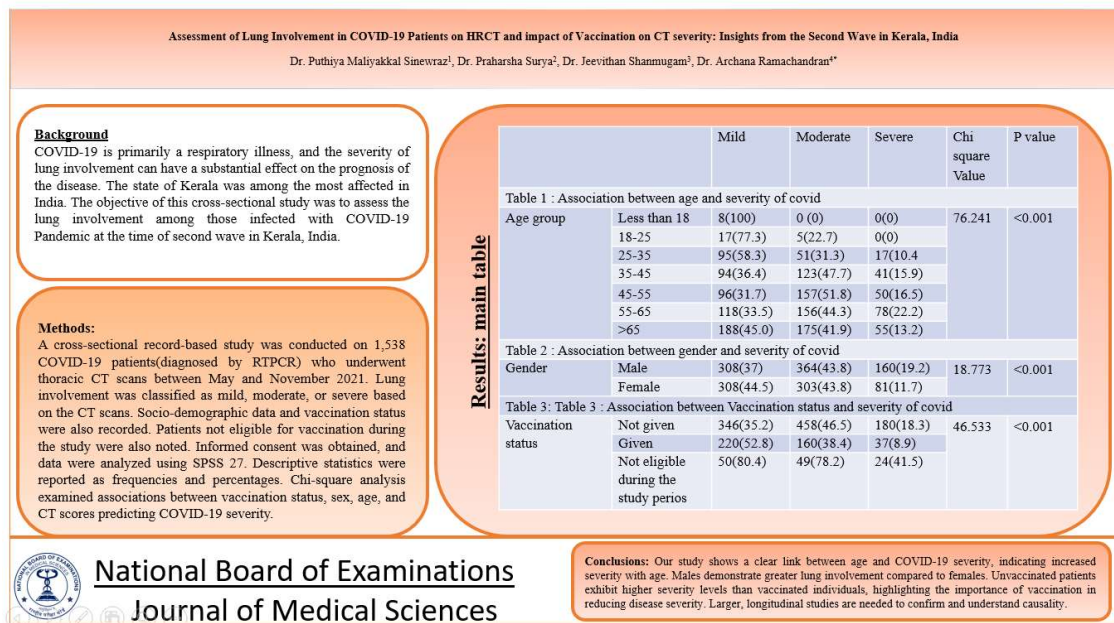 Assessment of Lung Involvement in COVID-19 Patients on HRCT and impact of Vaccination on CT severity: Insights from the Second Wave in Kerala, India
Dr. Puthiya Maliyakkal Sinewraz¹, Dr. Praharsha Surya², Dr. Jeevithan Shanmugam³, Dr. Archana Ramachandran⁴*
Background
COVID-19 is primarily a respiratory illness, and the severity of
lung involvement can have a substantial effect on the prognosis of
the disease. The state of Kerala was among the most affected in
India. The objective of this cross-sectional study was to assess the
lung involvement among those infected with COVID-19
Pandemic at the time of second wave in Kerala, India.
Methods:
A cross-sectional record-based study was conducted on 1,538
COVID-19 patients(diagnosed by RTPCR) who underwent
thoracic CT scans between May and November 2021. Lung
involvement was classified as mild, moderate, or severe based
on the CT scans. Socio-demographic data and vaccination status
were also recorded. Patients not eligible for vaccination during
the study were also noted. Informed consent was obtained, and
data were analyzed using SPSS 27. Descriptive statistics were
reported as frequencies and percentages. Chi-square analysis
examined associations between vaccination status, sex, age, and
CT scores predicting COVID-19 severity.
Results: main table
Mild Moderate Severe Chi square Value P value
Table 1 : Association between age and severity of covid
Age group Less than 18 8(100) 0 (0) 0(0) 76.241 <0.001
18-25 17(77.3) 5(22.7) 0(0)
25-35 95(58.3) 51(31.3) 17(10.4
35-45 94(36.4) 123(47.7) 41(15.9)
45-55 96(31.7) 157(51.8) 50(16.5)
55-65 118(33.5) 156(44.3) 78(22.2)
>65 188(45.0) 175(41.9) 55(13.2)
Table 2 : Association between gender and severity of covid
Gender Male 308(37) 364(43.8) 160(19.2) 18.773 <0.001
Female 308(44.5) 303(43.8) 81(11.7)
Table 3: Table 3 : Association between Vaccination status and severity of covid
Vaccination status Not given 346(35.2) 458(46.5) 180(18.3) 46.533 <0.001
Given 220(52.8) 160(38.4) 37(8.9)
Not eligible during the study perios 50(80.4) 49(78.2) 24(41.5)
National Board of Examinations
Journal of Medical Sciences
Conclusions: Our study shows a clear link between age and COVID-19 severity, indicating increased
severity with age. Males demonstrate greater lung involvement compared to females. Unvaccinated patients
exhibit higher severity levels than vaccinated individuals, highlighting the importance of vaccination in
reducing disease severity. Larger, longitudinal studies are needed to confirm and understand causality.